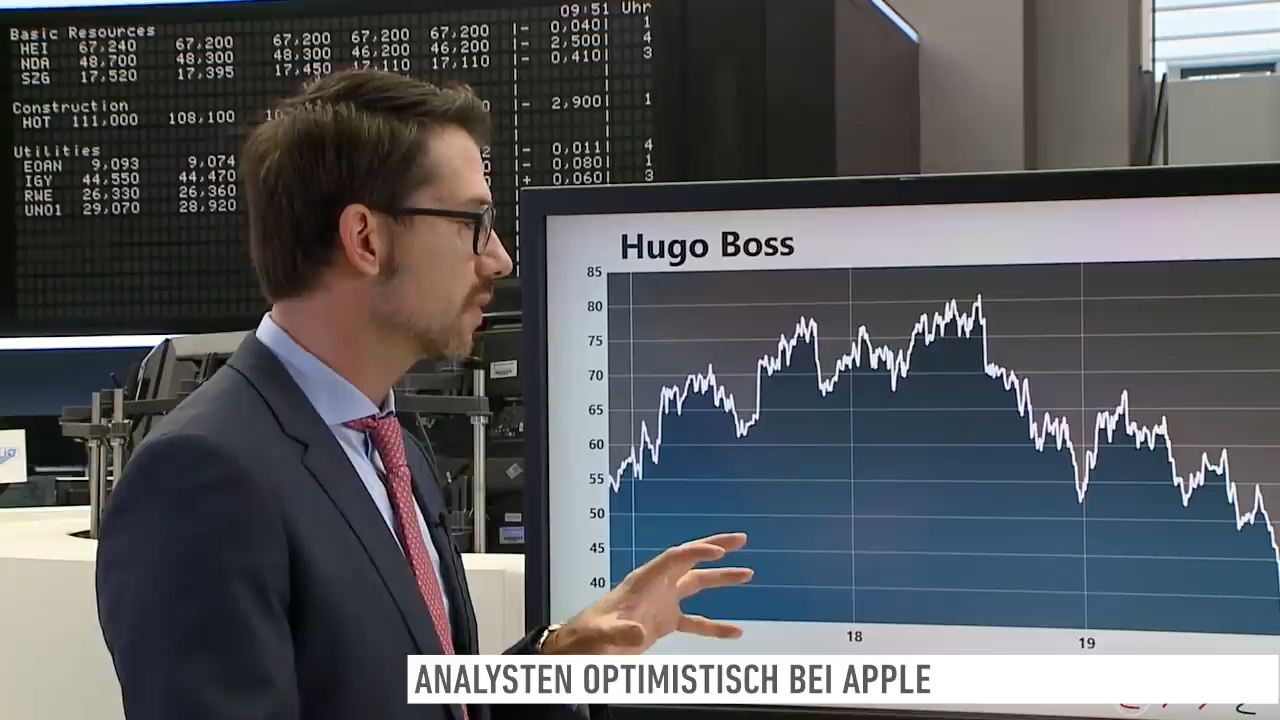 09:51 Uhr
Basic Resources
HEI 67,240 67,200 67,200 67,200 67,200 |- 0,040| 1
NDA 48,700 48,300 48,300 46,200 46,200 |- 2,500| 4
SZG 17,520 17,395 17,450 17,110 17,110 |- 0,410| 3
Construction
HOT 111,000 108,100 |- 2,900| 1
Utilities
EOAN 9,093 9,074 |- 0,011| 4
IGY 44,550 44,470 |- 0,080| 1
RWE 26,330 26,360 |+ 0,060| 3
UNO1 29,070 28,920
Hugo Boss
85
80
75
70
65
60
55
50
45
40
18 19
ANALYSTEN OPTIMISTISCH BEI APPLE